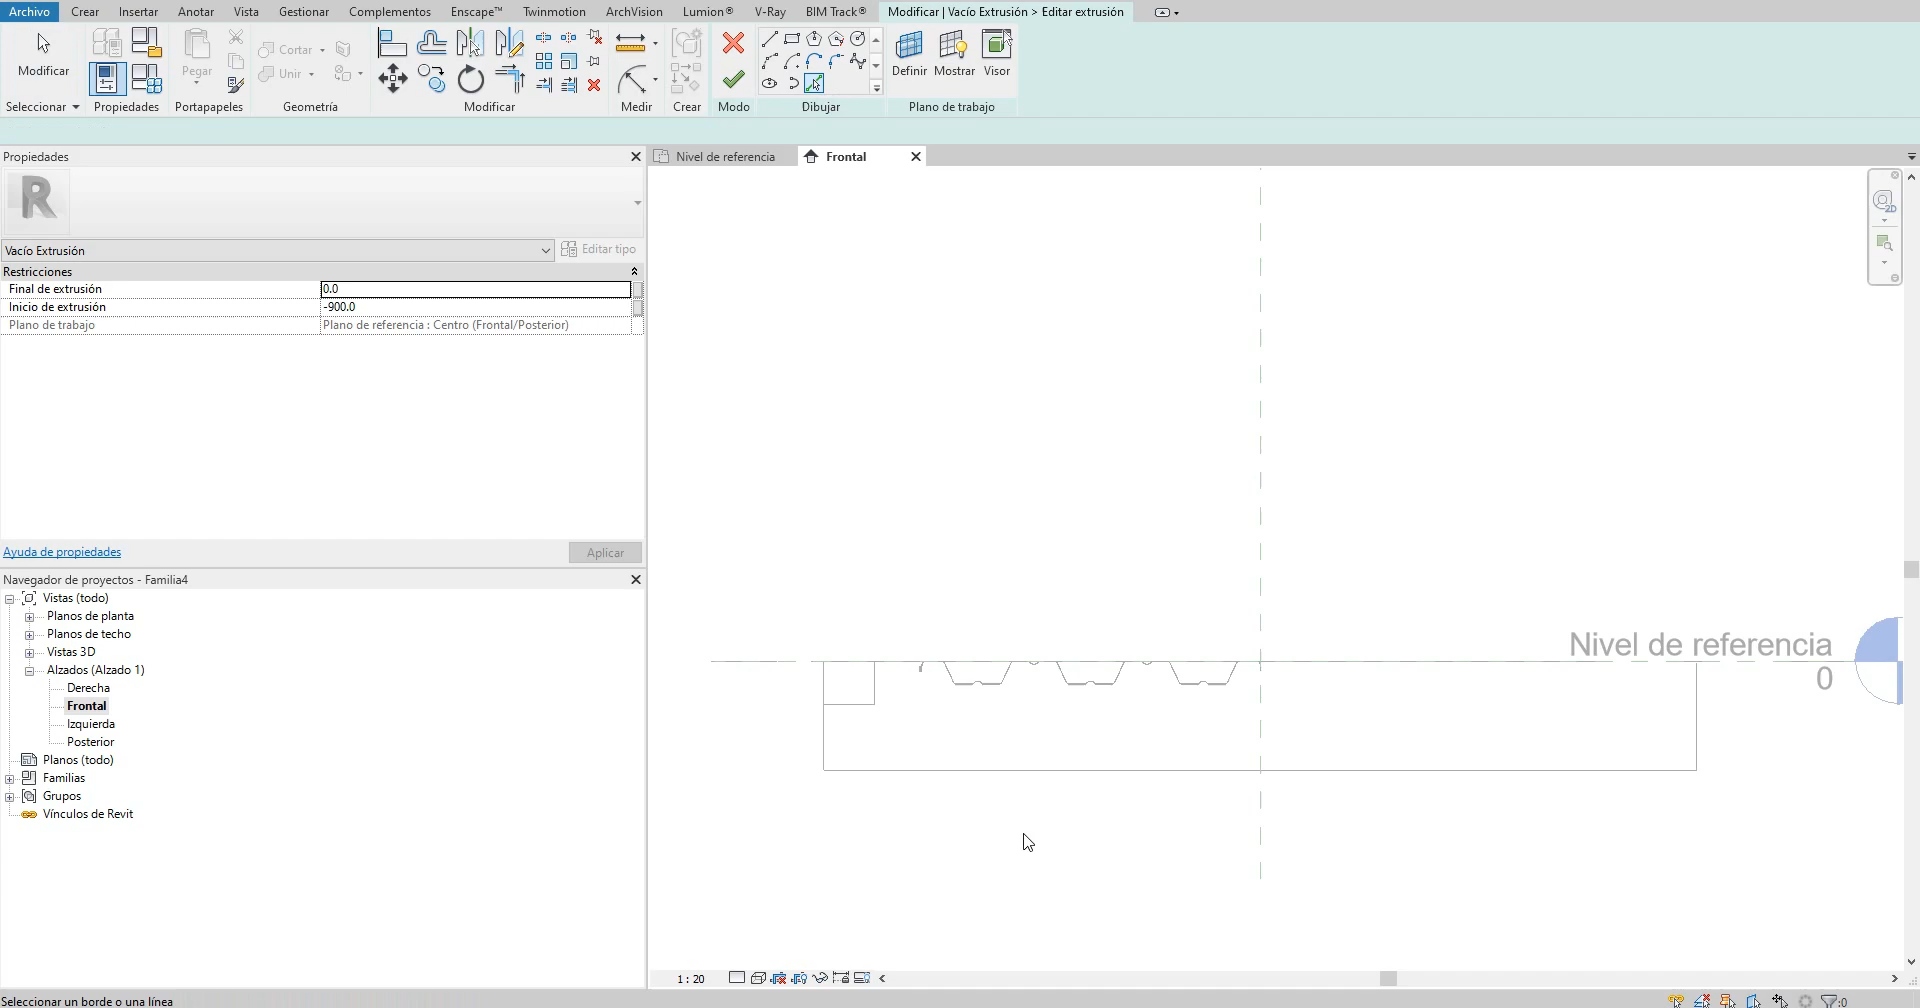 Archivo Crear Insertar Anotar Vista Gestionar Complementos Enscape™ Twinmotion ArchVision Lumion® V-Ray BIM Track® Modificar | Vacío Extrusión > Editar extrusión
Modificar Pegar Cortar Unir Definir Mostrar Visor
Seleccionar Propiedades Portapapeles Geometría Modificar Medir Crear Modo Dibujar Plano de trabajo
Propiedades
R
Vacío Extrusión Editar tipo
Restricciones
Final de extrusión 0.0
Inicio de extrusión -900.0
Plano de trabajo Plano de referencia : Centro (Frontal/Posterior)
Ayuda de propiedades Aplicar
Navegador de proyectos - Familia4
Vistas (todo)
Planos de planta
Planos de techo
Vistas 3D
Alzados (Alzado 1)
Derecha
Frontal
Izquierda
Posterior
Planos (todo)
Familias
Grupos
Vínculos de Revit
Nivel de referencia Frontal
2D
Nivel de referencia
0
1 : 20
Seleccionar un borde o una línea
:0